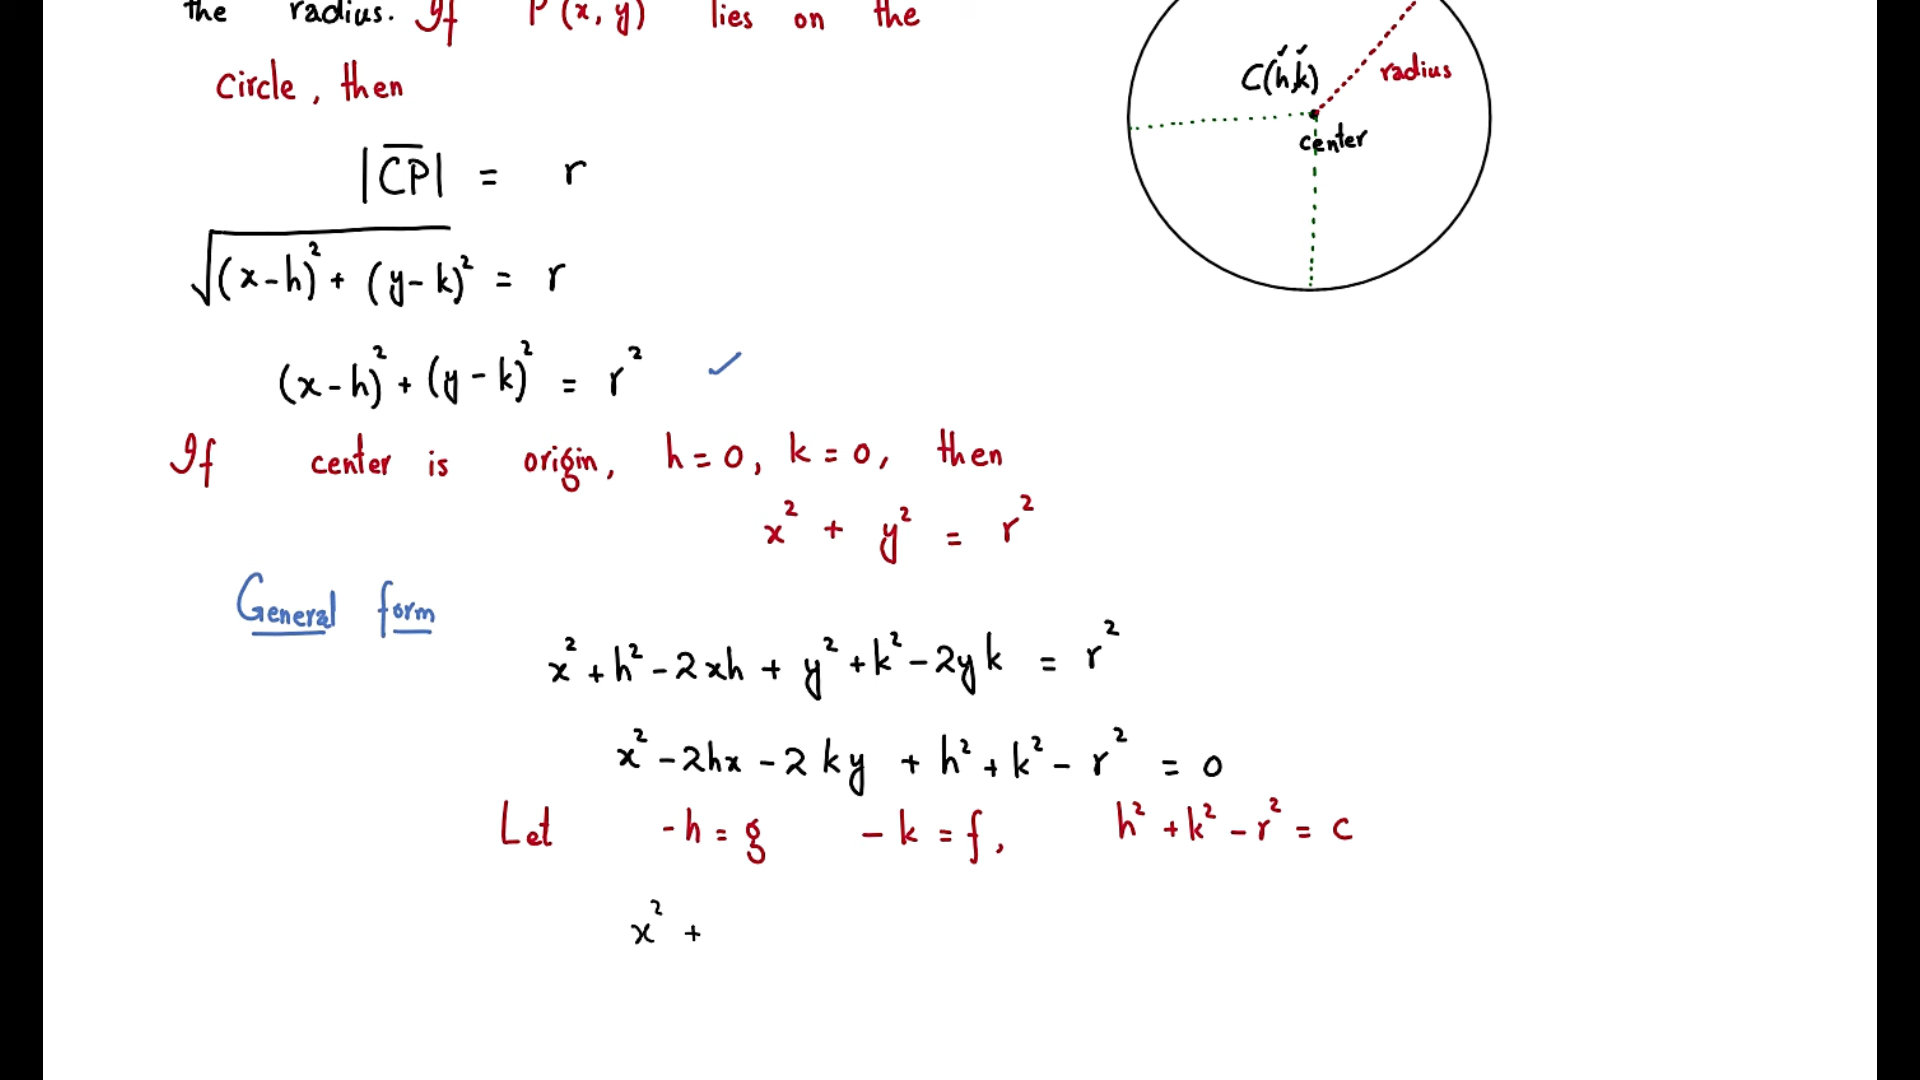 the radius. If P(x, y) lies on the
circle, then
C(h,k)
radius
center
|C̅P̅| = r
√(x-h)² + (y-k)² = r
(x-h)² + (y-k)² = r² ✓
If center is origin, h=0, k=0, then
x² + y² = r²
General form
x² + h² - 2xh + y² + k² - 2yk = r²
x² - 2hx - 2ky + h² + k² - r² = 0
Let -h = g -k = f, h² + k² - r² = c
x² +